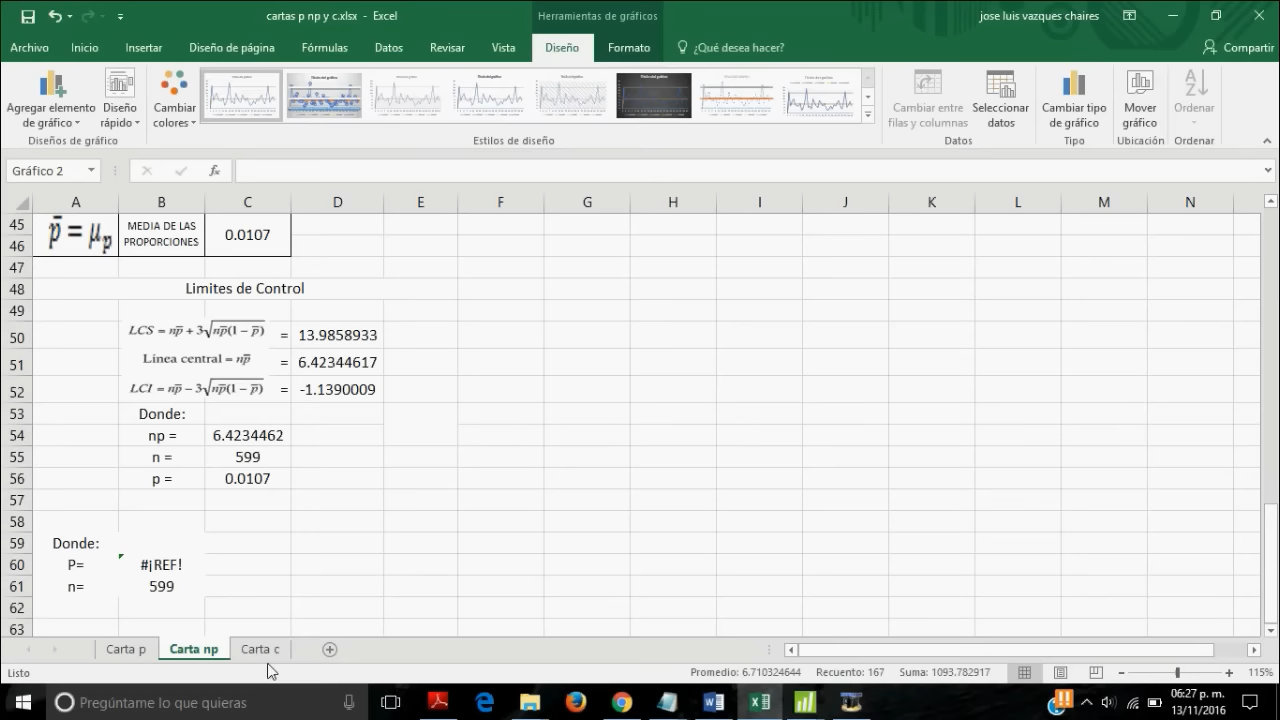 cartas p np y c.xlsx - Excel
Herramientas de gráficos
jose luis vazques chaires
Archivo Inicio Insertar Diseño de página Fórmulas Datos Revisar Vista Diseño Formato ¿Qué desea hacer? Compartir
Agregar elemento de gráfico
Diseño rápido
Cambiar colores
Cambiar entre filas y columnas
Seleccionar datos
Cambiar tipo de gráfico
Mover gráfico
Ordenar
Diseños de gráfico Estilos de diseño Datos Tipo Ubicación Ordenar
Gráfico 2 fx
A B C D E F G H I J K L M N
45 p̄ = μp MEDIA DE LAS PROPORCIONES 0.0107
46
47
48 Limites de Control
49
50 LCS = np̄ + 3√np̄(1 − p̄) = 13.9858933
51 Línea central = np̄ = 6.42344617
52 LCI = np̄ − 3√np̄(1 − p̄) = -1.1390009
53 Donde:
54 np = 6.4234462
55 n = 599
56 p = 0.0107
57
58
59 Donde:
60 P= #¡REF!
61 n= 599
62
63
Carta p Carta np Carta c
Listo Promedio: 6.710324644 Recuento: 167 Suma: 1093.782917 115%
Pregúntame lo que quieras 06:27 p. m.
13/11/2016